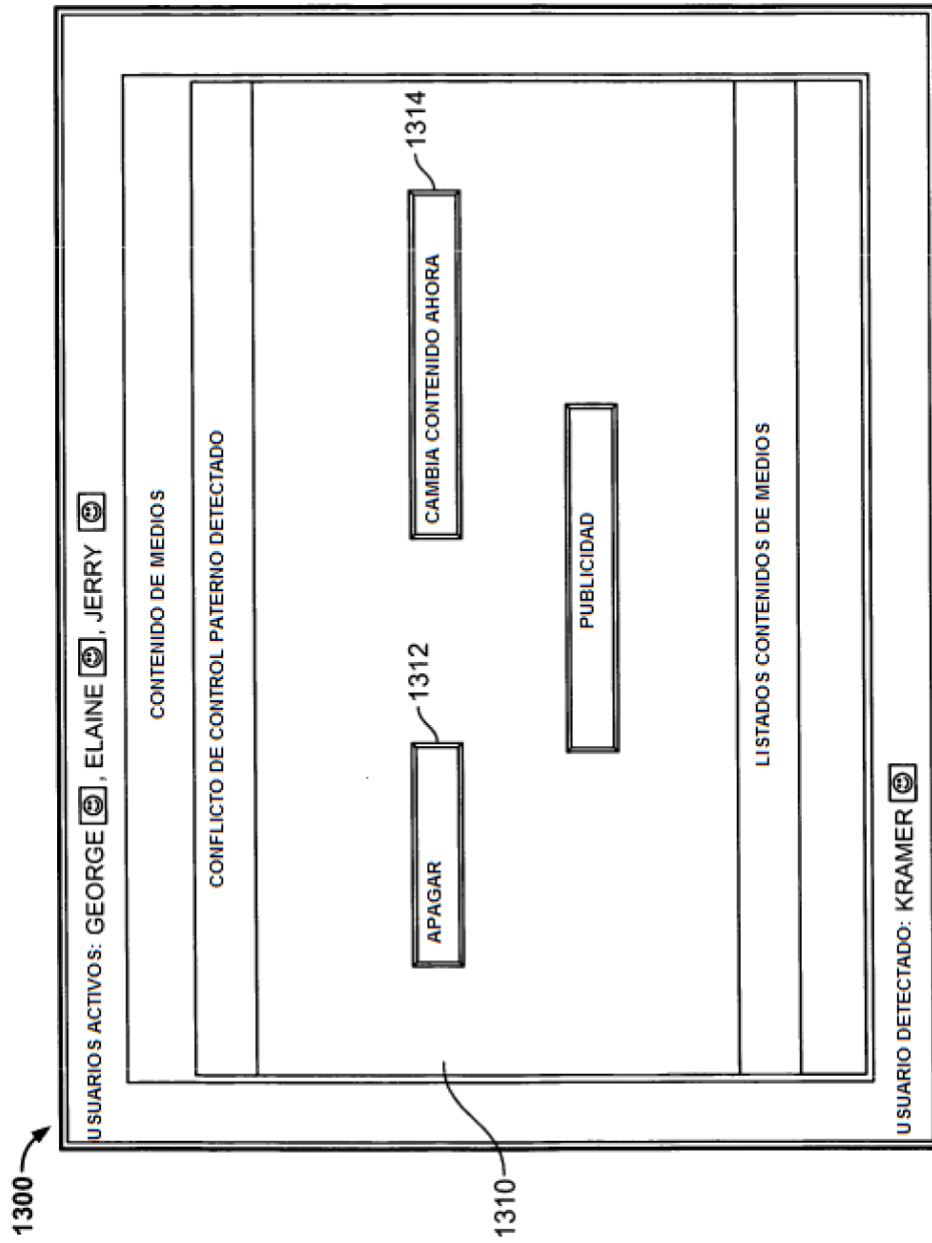 1300
USUARIOS ACTIVOS: GEORGE, ELAINE, JERRY
CONTENIDO DE MEDIOS
CONFLICTO DE CONTROL PATERNO DETECTADO
1310
APAGAR
1312
CAMBIA CONTENIDO AHORA
1314
PUBLICIDAD
LISTADOS CONTENIDOS DE MEDIOS
USUARIO DETECTADO: KRAMER